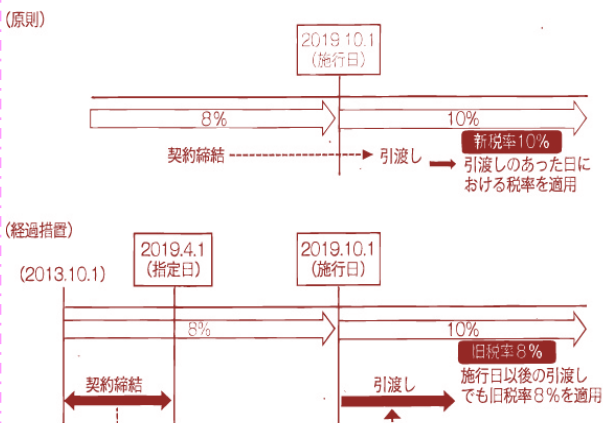 (原則)
2019.10.1
(施行日)
8%
10%
契約締結
引渡し
新税率10%
引渡しのあった日に
おける税率を適用
(経過措置)
(2013.10.1)
2019.4.1
(指定日)
2019.10.1
(施行日)
8%
10%
旧税率8%
契約締結
引渡し
施行日以後の引渡し
でも旧税率8%を適用